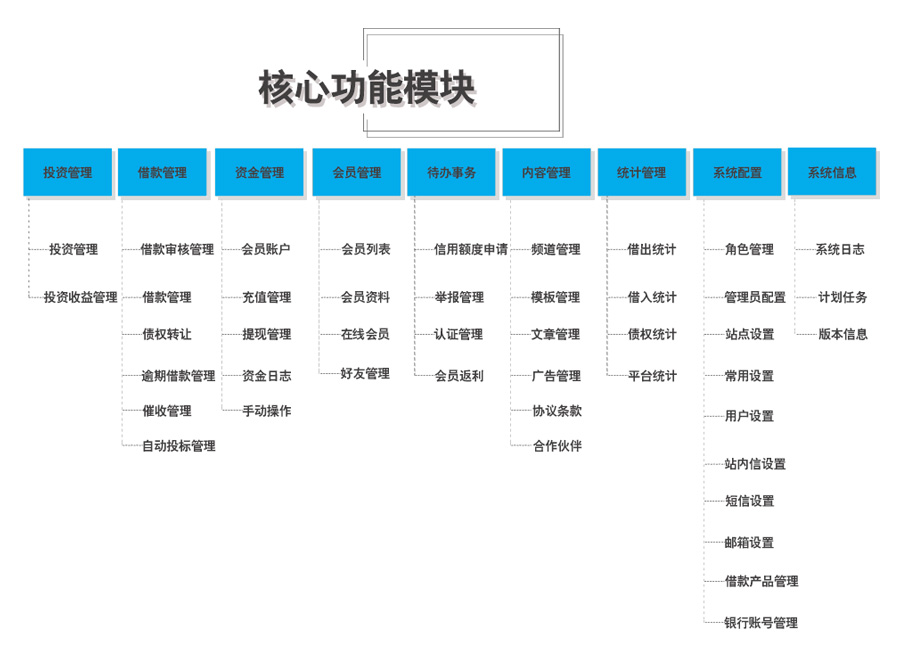 核心功能模块
投资管理
借款管理
资金管理
会员管理
待办事务
内容管理
统计管理
系统配置
系统信息
投资管理
借款审核管理
会员账户
会员列表
信用额度申请
频道管理
借出统计
角色管理
系统日志
投资收益管理
借款管理
充值管理
会员资料
举报管理
模板管理
借入统计
管理员配置
计划任务
债权转让
提现管理
在线会员
认证管理
文章管理
债权统计
站点设置
版本信息
逾期借款管理
资金日志
好友管理
会员返利
广告管理
平台统计
常用设置
催收管理
手动操作
协议条款
用户设置
自动投标管理
合作伙伴
站内信设置
短信设置
邮箱设置
借款产品管理
银行账号管理